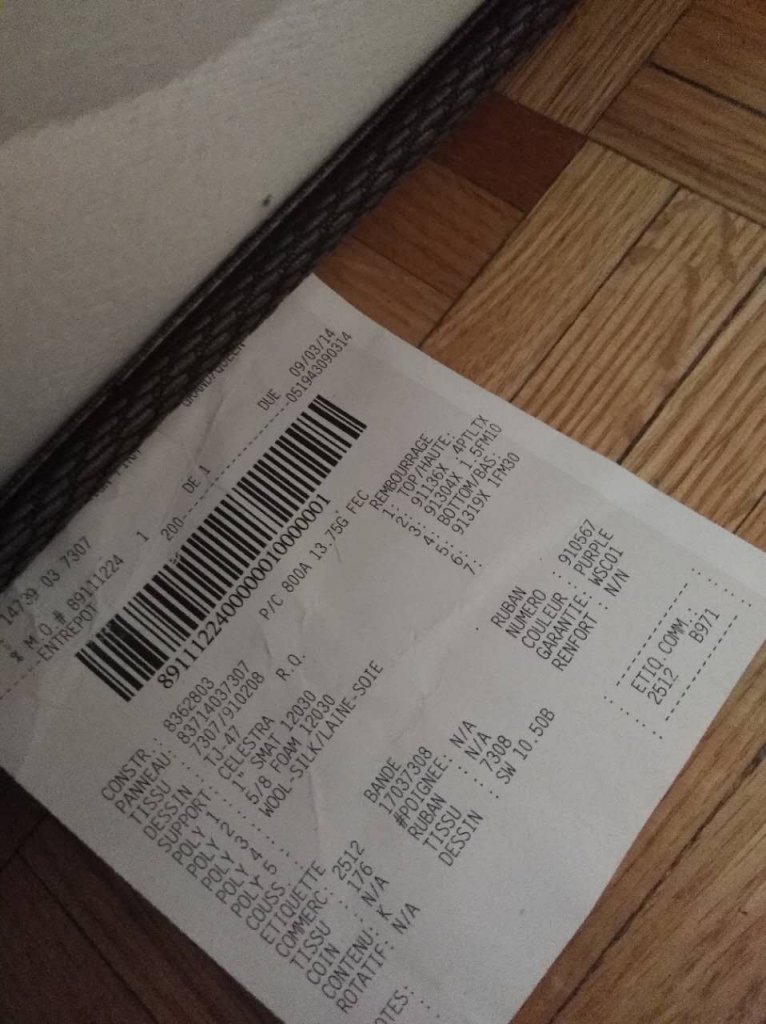 DUE 09/03/14
-051943090314
14739 03 7307
M O # 89111224 1 DE 1
ENTREPOT 200-
891112240000001000001
P/C 800A 13.75G FEC
CONSTR.: 8362803
PANNEAU: 83714037307
TISSU : 7307/910208
DESSIN : TJ-47 R.Q.
SUPPORT: CELESTRA
POLY 1 : 1" SMAT 12030
POLY 2 : 5/8 FOAM 12030
POLY 3 : WOOL-SILK/LAINE-SOIE
POLY 4 :
POLY 5 :
COUSS :
ETIQUETTE
COMMERC: 2512
TISSU : 176
COIN : N/A
CONTENU: K
ROTATIF: N/A
REMBOURRAGE
1: TOP/HAUTE:
2: 91136X .4PTLTX
3: 91304X 1.5FM10
4: BOTTOM/BAS:
5: 91319X 1FM30
6:
7:
BANDE
17037308
#POIGNEE: N/A
RUBAN : N/A
TISSU : 7308
DESSIN : SW 10.50B
RUBAN
NUMERO : 910567
COULEUR : PURPLE
GARANTIE: WSC01
RENFORT : N/N
ETIQ.COMM.:
2512 B971